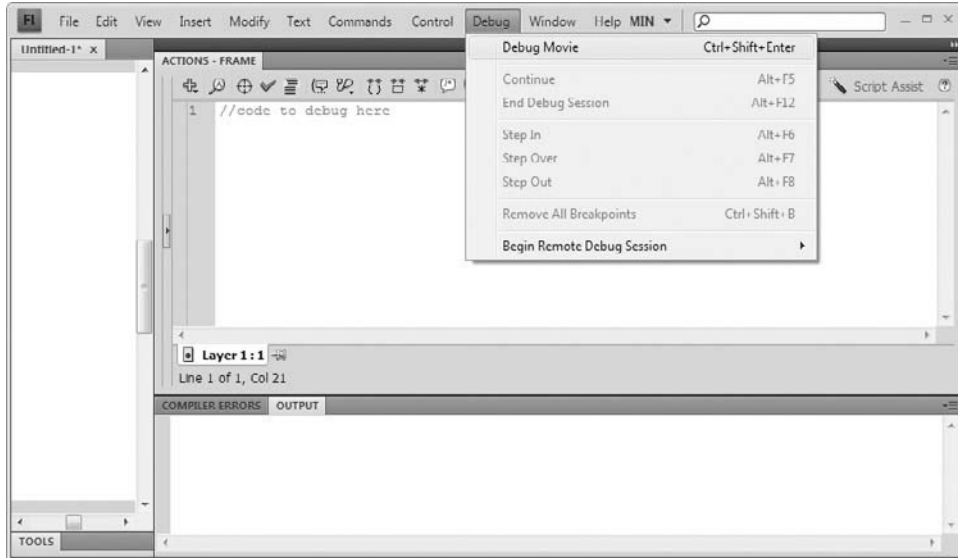 Fl File Edit View Insert Modify Text Commands Control Debug Window Help MIN
Untitled-1* x
ACTIONS - FRAME
Debug Movie Ctrl+Shift+Enter
Continue Alt+F5
End Debug Session Alt+F12
Step In Alt+F6
Step Over Alt+F7
Step Out Alt+F8
Remove All Breakpoints Ctrl+Shift+B
Begin Remote Debug Session
Script Assist
1 //code to debug here
Layer 1 : 1
Line 1 of 1, Col 21
COMPILER ERRORS OUTPUT
TOOLS